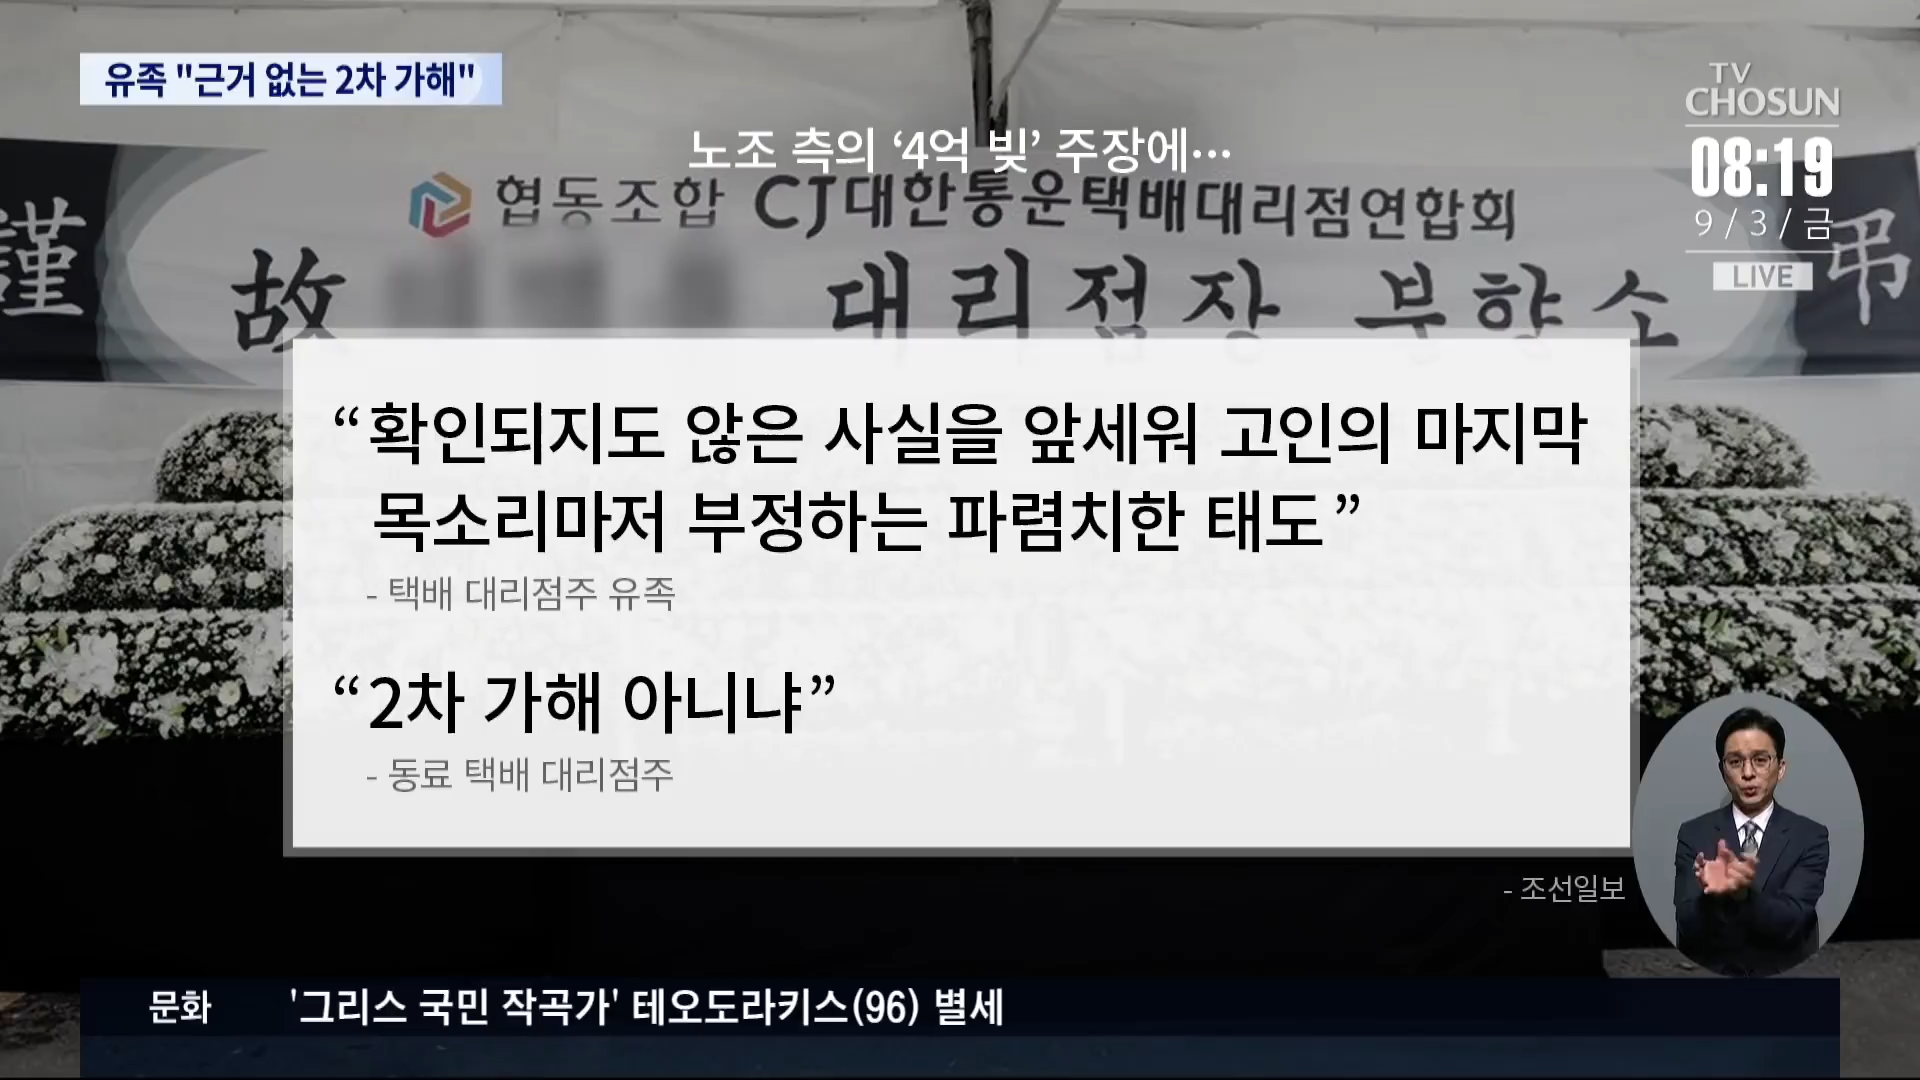 유족 "근거 없는 2차 가해"
TV
CHOSUN
08:19
9/3/금
LIVE
노조 측의 ‘4억 빚’ 주장에…
협동조합 CJ대한통운택배대리점연합회
謹
故 대리점장 분향소
弔
“확인되지도 않은 사실을 앞세워 고인의 마지막
목소리마저 부정하는 파렴치한 태도”
- 택배 대리점주 유족
“2차 가해 아니냐”
- 동료 택배 대리점주
- 조선일보
문화 '그리스 국민 작곡가' 테오도라키스(96) 별세